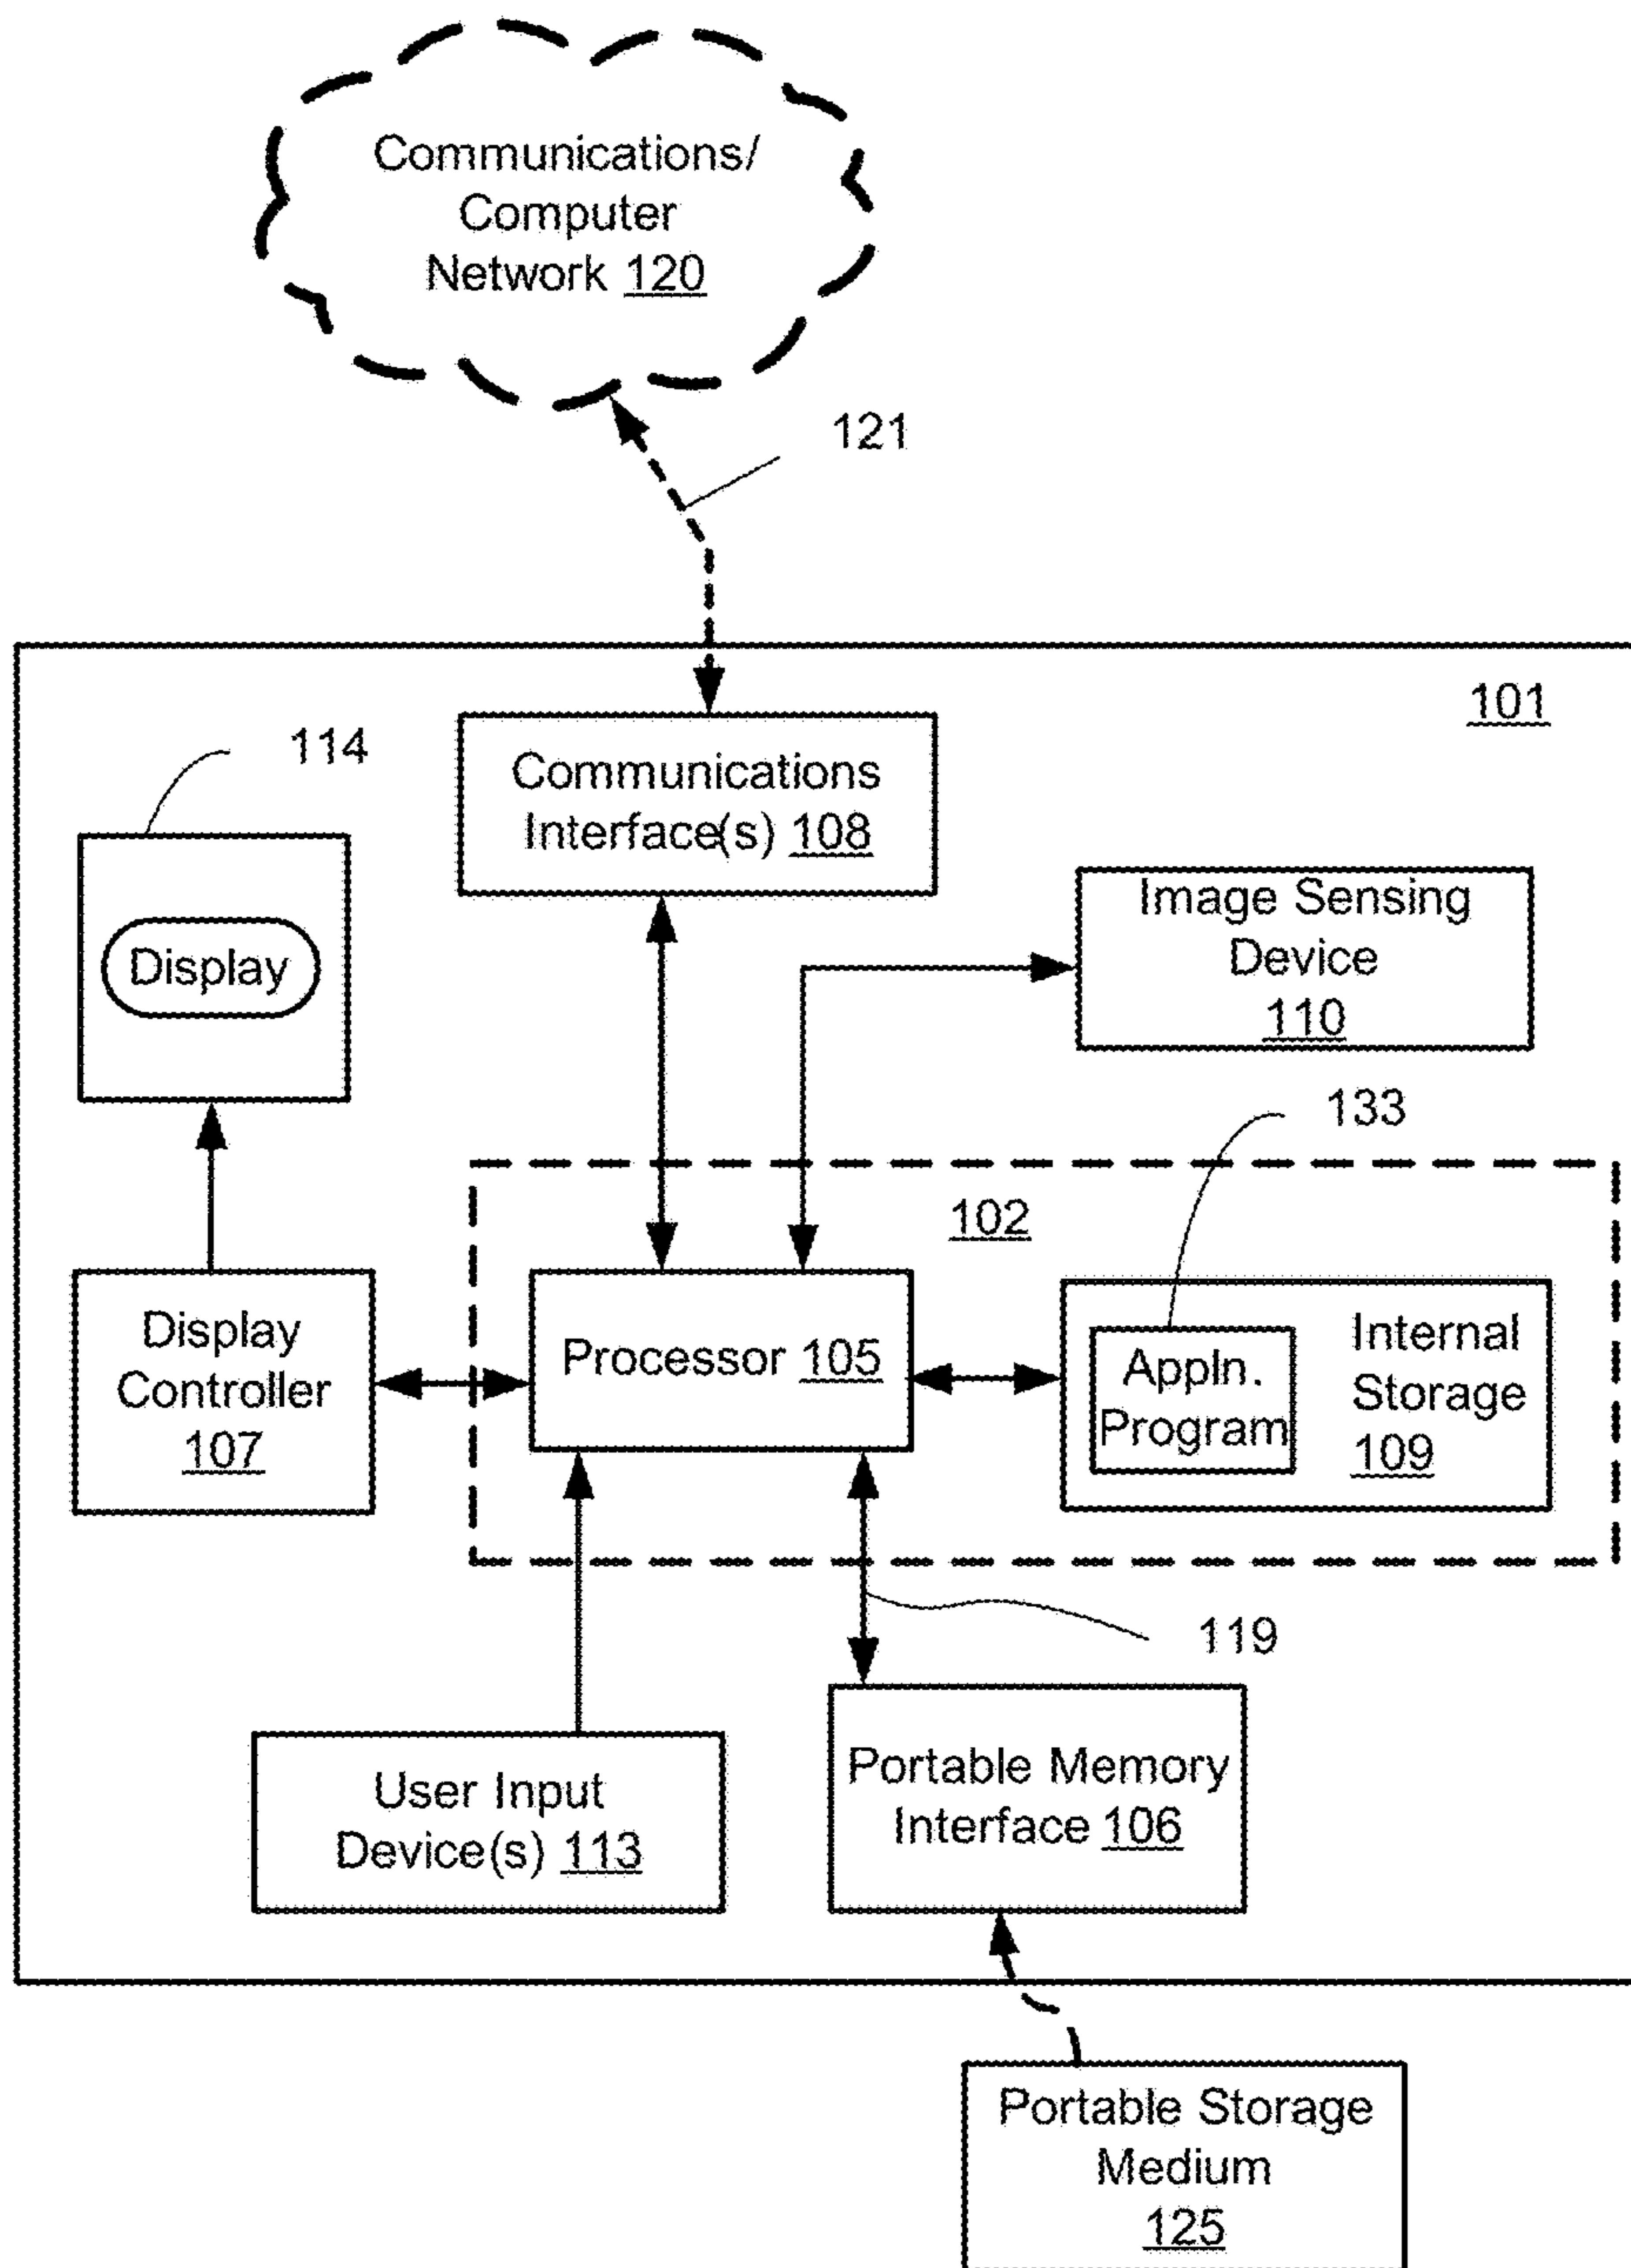 Communications/
Computer
Network 120
121
101
114
Communications
Interface(s) 108
Display
Image Sensing
Device
110
133
102
Display
Controller
107
Processor 105
Appln.
Program
Internal
Storage
109
119
User Input
Device(s) 113
Portable Memory
Interface 106
Portable Storage
Medium
125